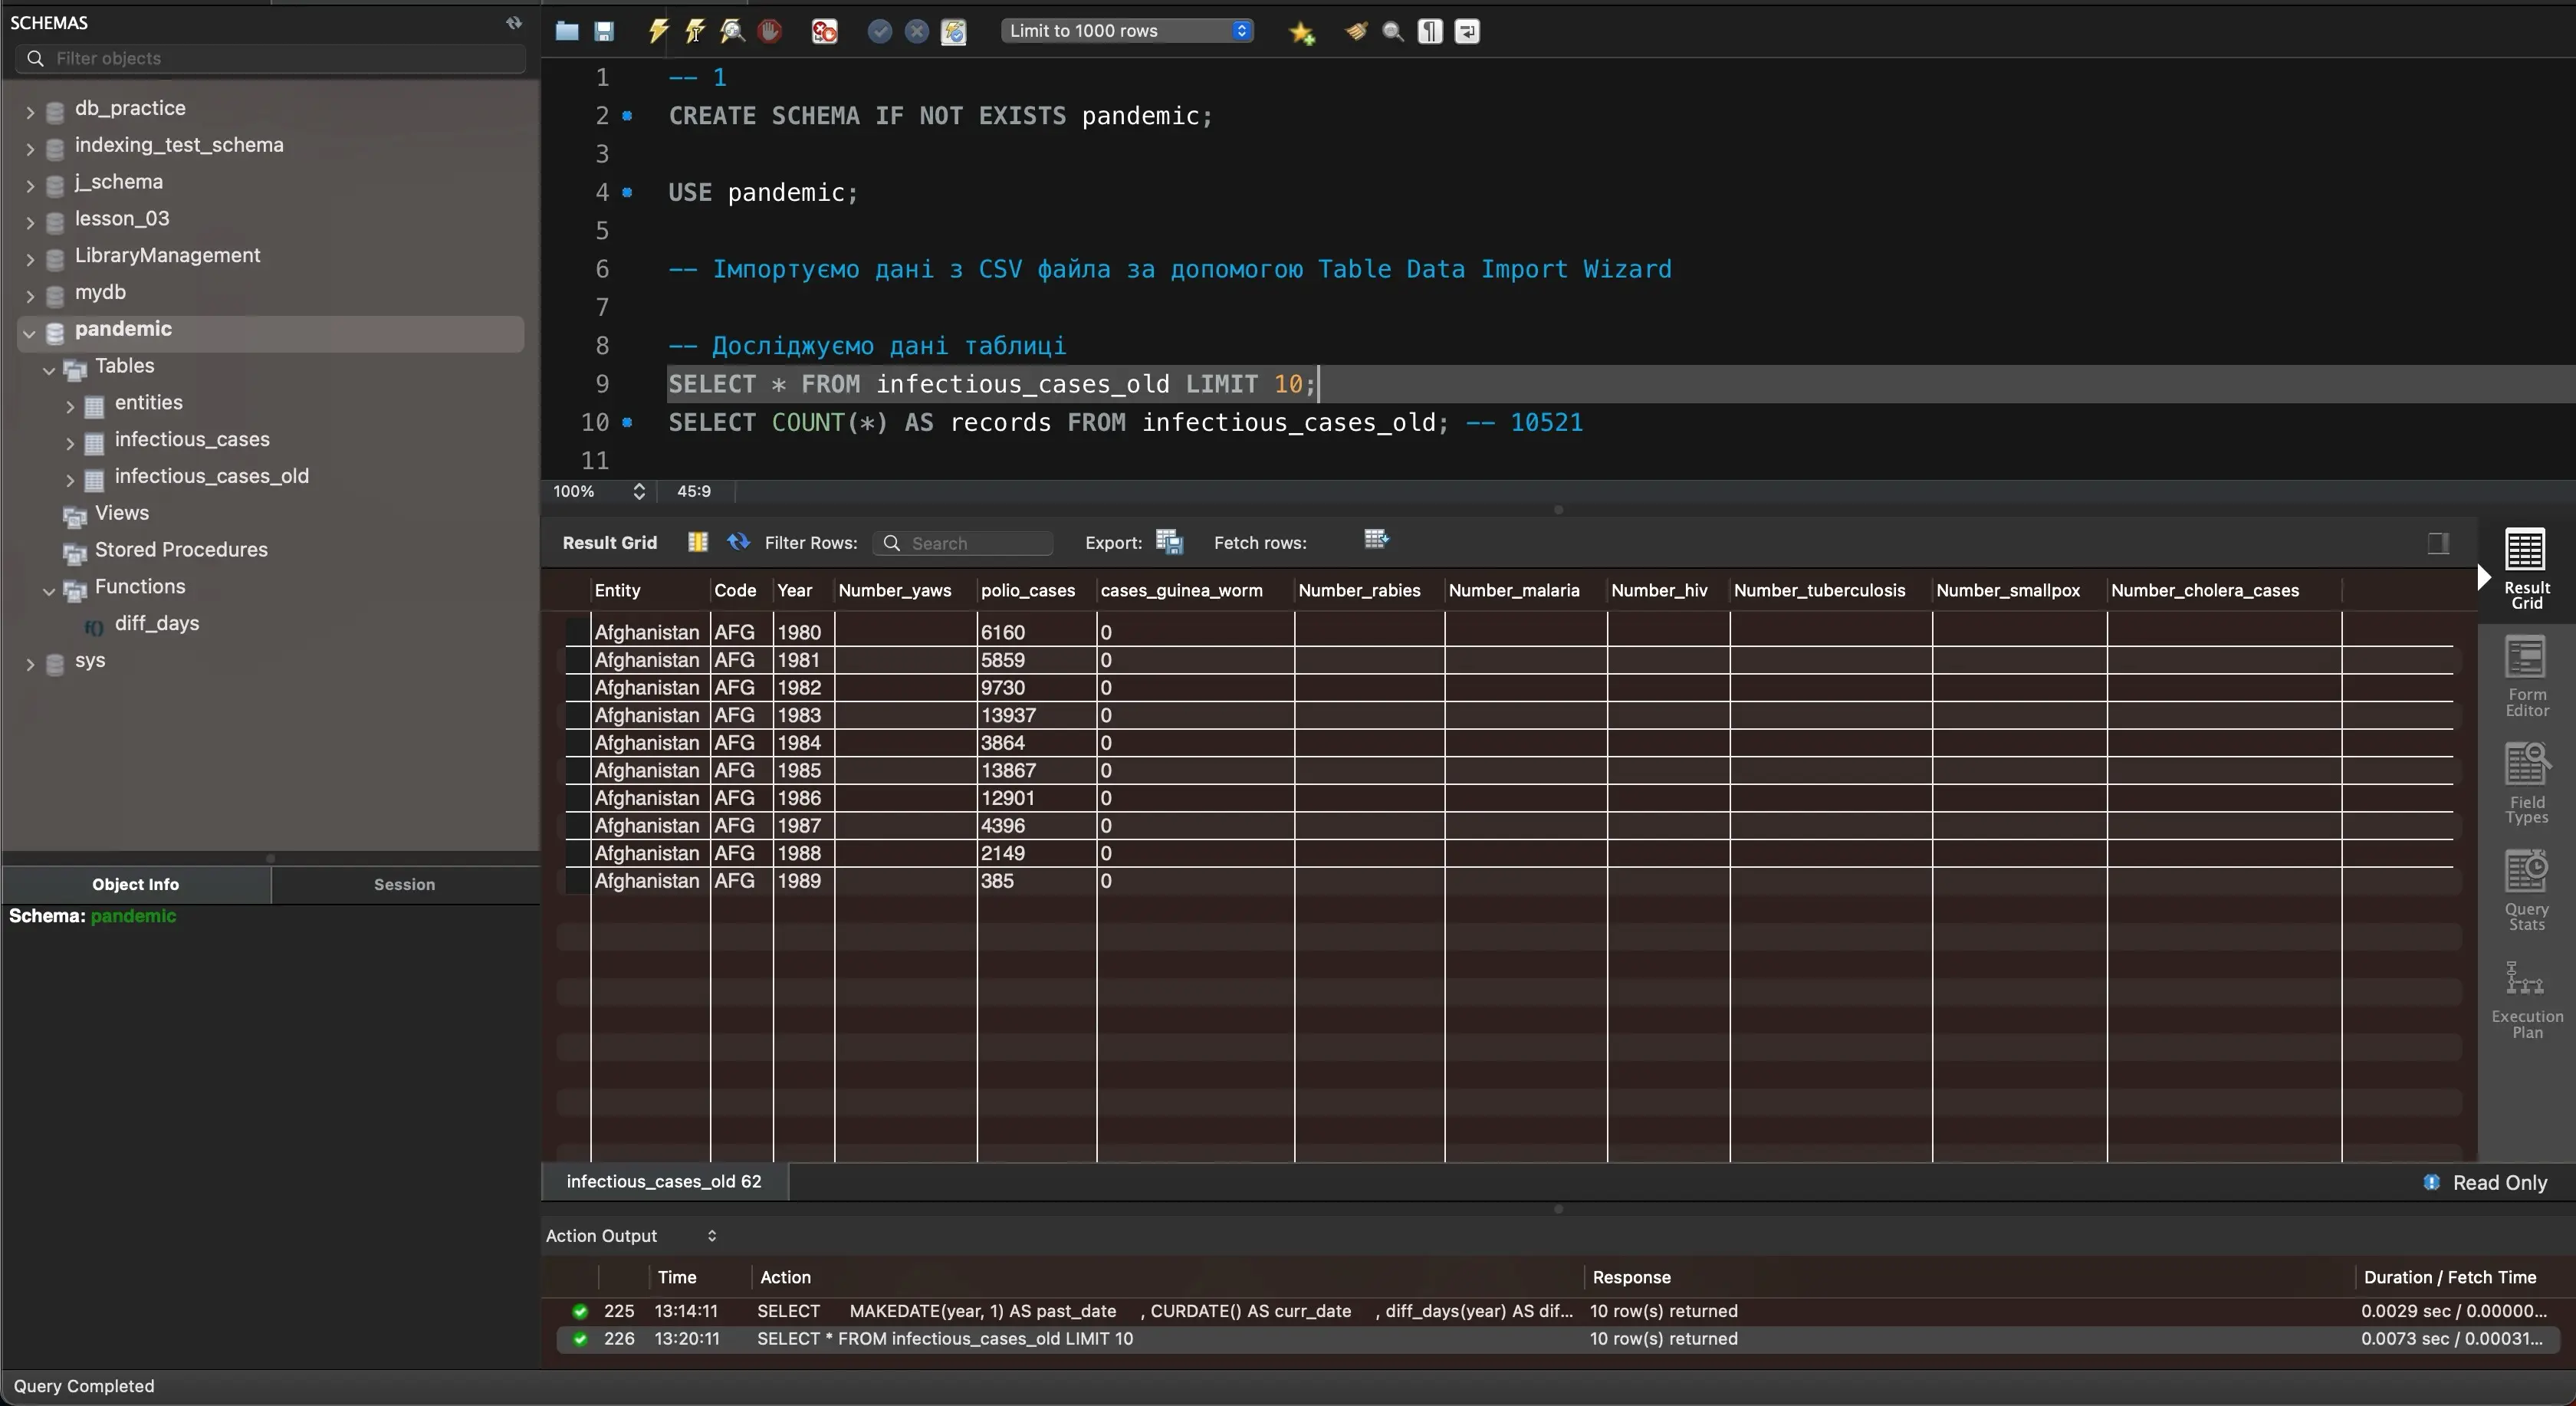 SCHEMAS
Filter objects
db_practice
indexing_test_schema
j_schema
lesson_03
LibraryManagement
mydb
pandemic
Tables
entities
infectious_cases
infectious_cases_old
Views
Stored Procedures
Functions
f() diff_days
sys
Object Info Session
Schema: pandemic
Limit to 1000 rows
1 -- 1
2 CREATE SCHEMA IF NOT EXISTS pandemic;
3
4 USE pandemic;
5
6 -- Імпортуємо дані з CSV файла за допомогою Table Data Import Wizard
7
8 -- Досліджуємо дані таблиці
9 SELECT * FROM infectious_cases_old LIMIT 10;
10 SELECT COUNT(*) AS records FROM infectious_cases_old; -- 10521
11
100% 45:9
Result Grid Filter Rows: Search Export: Fetch rows:
Entity Code Year Number_yaws polio_cases cases_guinea_worm Number_rabies Number_malaria Number_hiv Number_tuberculosis Number_smallpox Number_cholera_cases
Afghanistan AFG 1980 6160 0
Afghanistan AFG 1981 5859 0
Afghanistan AFG 1982 9730 0
Afghanistan AFG 1983 13937 0
Afghanistan AFG 1984 3864 0
Afghanistan AFG 1985 13867 0
Afghanistan AFG 1986 12901 0
Afghanistan AFG 1987 4396 0
Afghanistan AFG 1988 2149 0
Afghanistan AFG 1989 385 0
Result
Grid
Form
Editor
Field
Types
Query
Stats
Execution
Plan
infectious_cases_old 62 Read Only
Action Output
Time Action Response Duration / Fetch Time
225 13:14:11 SELECT MAKEDATE(year, 1) AS past_date , CURDATE() AS curr_date , diff_days(year) AS dif... 10 row(s) returned 0.0029 sec / 0.00000...
226 13:20:11 SELECT * FROM infectious_cases_old LIMIT 10 10 row(s) returned 0.0073 sec / 0.00031...
Query Completed